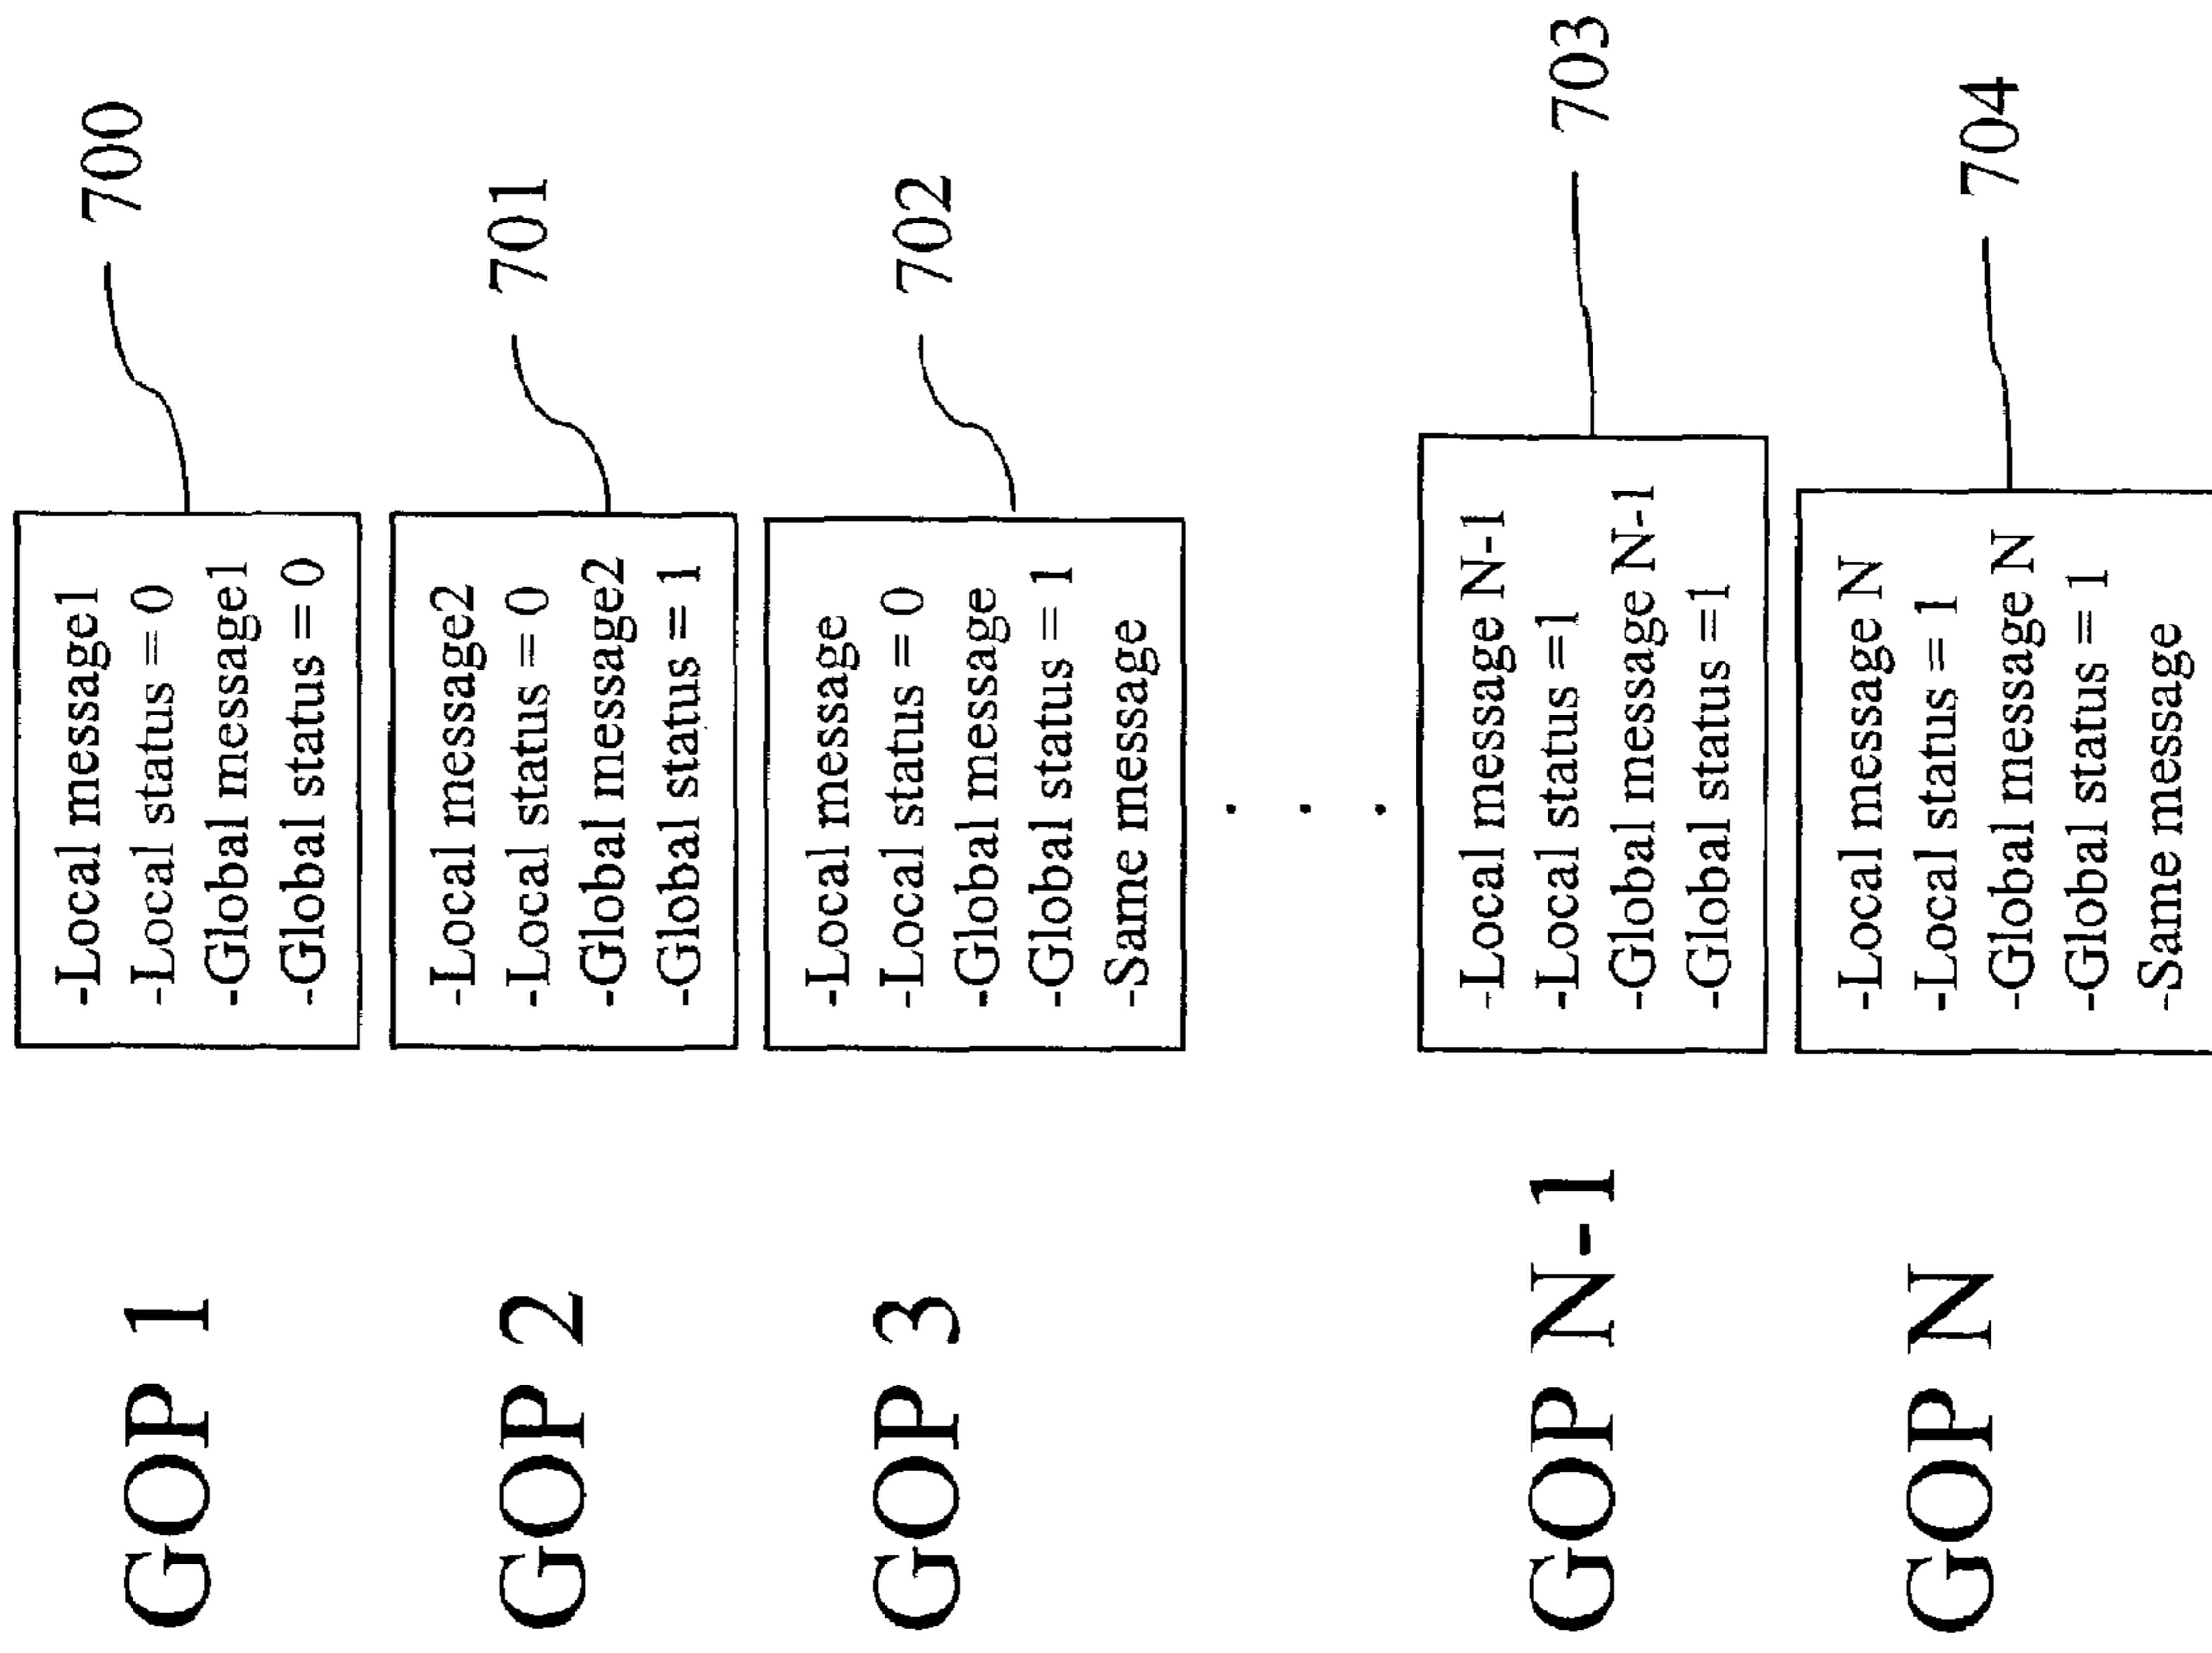 GOP 1
-Local message1
-Local status = 0
-Global message1
-Global status = 0
700
GOP 2
-Local message2
-Local status = 0
-Global message2
-Global status = 1
701
GOP 3
-Local message
-Local status = 0
-Global message
-Global status = 1
-Same message
702
. . .
GOP N-1
-Local message N-1
-Local status =1
-Global message N-1
-Global status =1
703
GOP N
-Local message N
-Local status = 1
-Global message N
-Global status = 1
-Same message
704